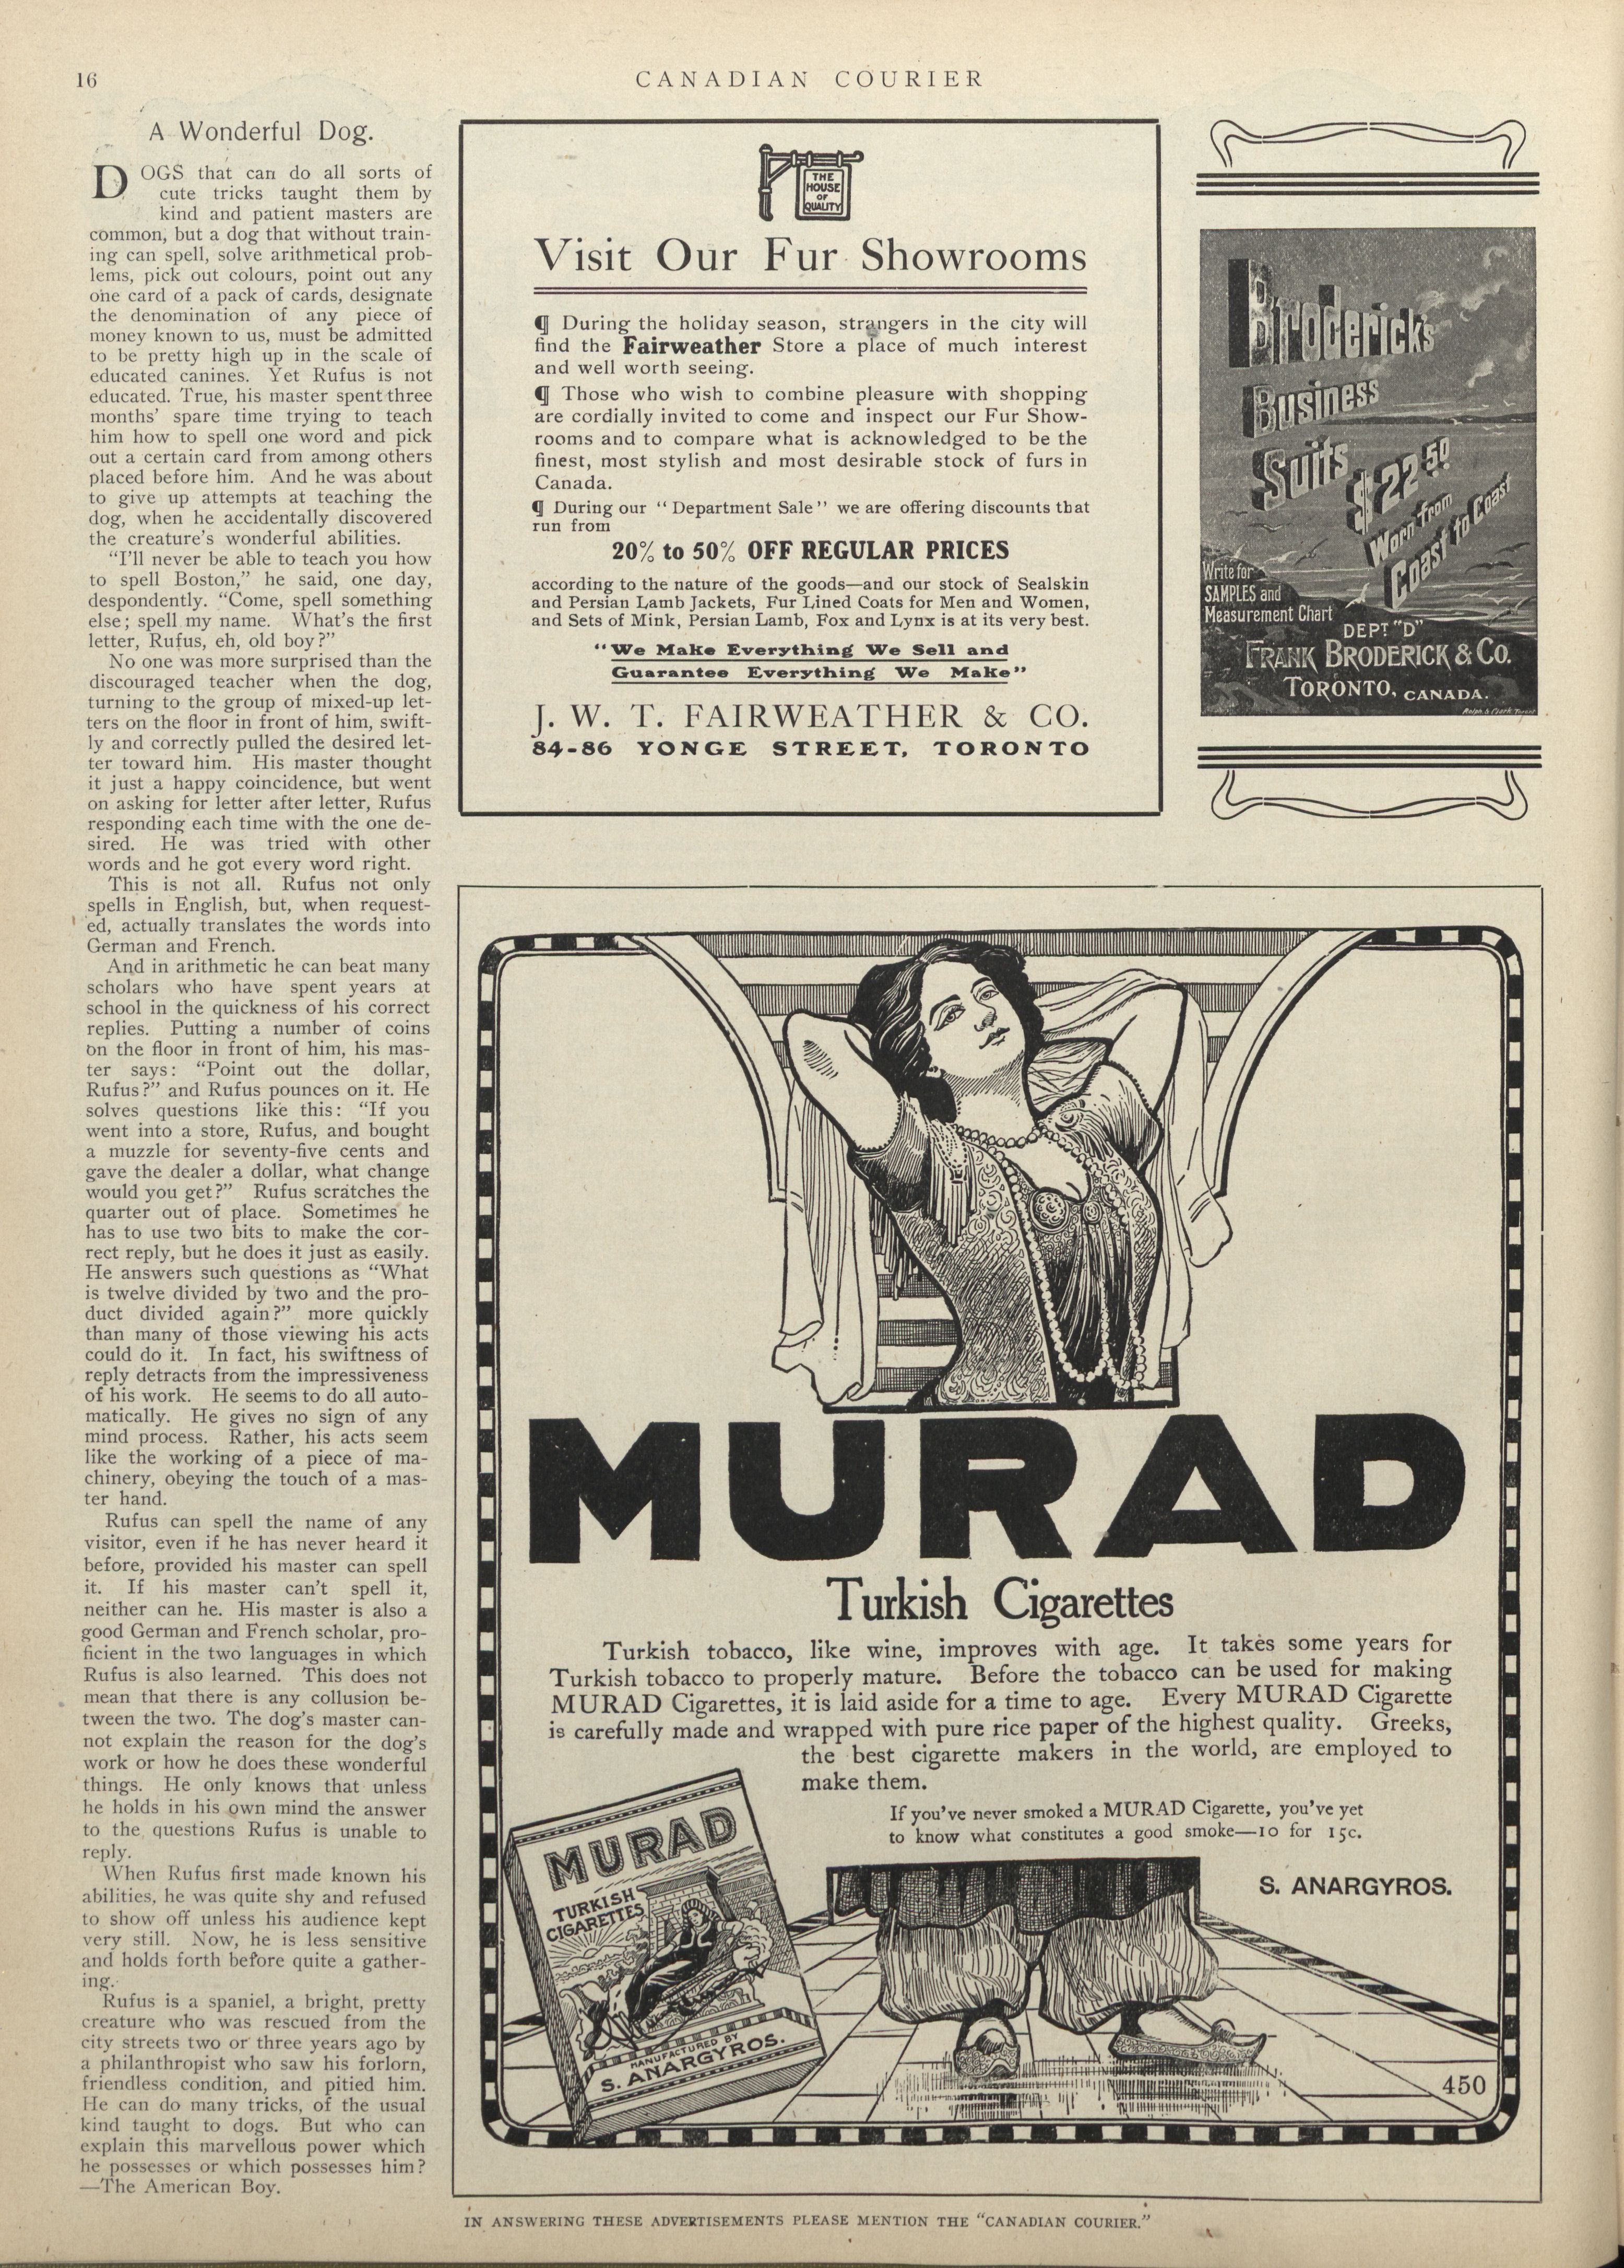 16
CANADIAN COURIER
A Wonderful Dog.
DOGS that can do all sorts of
cute tricks taught them by
kind and patient masters are
common, but a dog that without train-
ing can spell, solve arithmetical prob-
lems, pick out colours, point out any
one card of a pack of cards, designate
the denomination of any piece of
money known to us, must be admitted
to be pretty high up in the scale of
educated canines. Yet Rufus is not
educated. True, his master spent three
months' spare time trying to teach
him how to spell one word and pick
out a certain card from among others
placed before him. And he was about
to give up attempts at teaching the
dog, when he accidentally discovered
the creature's wonderful abilities.
"I'll never be able to teach you how
to spell Boston," he said, one day,
despondently. "Come, spell something
else; spell my name. What's the first
letter, Rufus, eh, old boy?"
No one was more surprised than the
discouraged teacher when the dog,
turning to the group of mixed-up let-
ters on the floor in front of him, swift-
ly and correctly pulled the desired let-
ter toward him. His master thought
it just a happy coincidence, but went
on asking for letter after letter, Rufus
responding each time with the one de-
sired. He was tried with other
words and he got every word right.
This is not all. Rufus not only
spells in English, but, when request-
ed, actually translates the words into
German and French.
And in arithmetic he can beat many
scholars who have spent years at
school in the quickness of his correct
replies. Putting a number of coins
on the floor in front of him, his mas-
ter says: "Point out the dollar,
Rufus?" and Rufus pounces on it. He
solves questions like this: "If you
went into a store, Rufus, and bought
a muzzle for seventy-five cents and
gave the dealer a dollar, what change
would you get?" Rufus scratches the
quarter out of place. Sometimes he
has to use two bits to make the cor-
rect reply, but he does it just as easily.
He answers such questions as "What
is twelve divided by two and the pro-
duct divided again?" more quickly
than many of those viewing his acts
could do it. In fact, his swiftness of
reply detracts from the impressiveness
of his work. He seems to do all auto-
matically. He gives no sign of any
mind process. Rather, his acts seem
like the working of a piece of ma-
chinery, obeying the touch of a mas-
ter hand.
Rufus can spell the name of any
visitor, even if he has never heard it
before, provided his master can spell
it. If his master can't spell it,
neither can he. His master is also a
good German and French scholar, pro-
ficient in the two languages in which
Rufus is also learned. This does not
mean that there is any collusion be-
tween the two. The dog's master can-
not explain the reason for the dog's
work or how he does these wonderful
things. He only knows that unless
he holds in his own mind the answer
to the questions Rufus is unable to
reply.
When Rufus first made known his
abilities, he was quite shy and refused
to show off unless his audience kept
very still. Now, he is less sensitive
and holds forth before quite a gather-
ing.
Rufus is a spaniel, a bright, pretty
creature who was rescued from the
city streets two or three years ago by
a philanthropist who saw his forlorn,
friendless condition, and pitied him.
He can do many tricks, of the usual
kind taught to dogs. But who can
explain this marvellous power which
he possesses or which possesses him?
—The American Boy.
THE
HOUSE
OF
QUALITY
Visit Our Fur Showrooms
¶ During the holiday season, strangers in the city will
find the Fairweather Store a place of much interest
and well worth seeing.
¶ Those who wish to combine pleasure with shopping
are cordially invited to come and inspect our Fur Show-
rooms and to compare what is acknowledged to be the
finest, most stylish and most desirable stock of furs in
Canada.
¶ During our "Department Sale" we are offering discounts that
run from
20% to 50% OFF REGULAR PRICES
according to the nature of the goods—and our stock of Sealskin
and Persian Lamb Jackets, Fur Lined Coats for Men and Women,
and Sets of Mink, Persian Lamb, Fox and Lynx is at its very best.
"We Make Everything We Sell and
Guarantee Everything We Make"
J. W. T. FAIRWEATHER & CO.
84-86 YONGE STREET, TORONTO
Broderick's
Business
Suits
$22.50
Worn from
Coast to Coast
Write for
SAMPLES and
Measurement Chart
DEPT "D"
FRANK BRODERICK & CO.
TORONTO, CANADA.
Rolph & Clark. Toronto
MURAD
Turkish Cigarettes
Turkish tobacco, like wine, improves with age. It takes some years for
Turkish tobacco to properly mature. Before the tobacco can be used for making
MURAD Cigarettes, it is laid aside for a time to age. Every MURAD Cigarette
is carefully made and wrapped with pure rice paper of the highest quality. Greeks,
the best cigarette makers in the world, are employed to
make them.
If you've never smoked a MURAD Cigarette, you've yet
to know what constitutes a good smoke—10 for 15c.
S. ANARGYROS.
MURAD
TURKISH
CIGARETTES
MANUFACTURED BY
S. ANARGYROS.
450
IN ANSWERING THESE ADVERTISEMENTS PLEASE MENTION THE "CANADIAN COURIER."